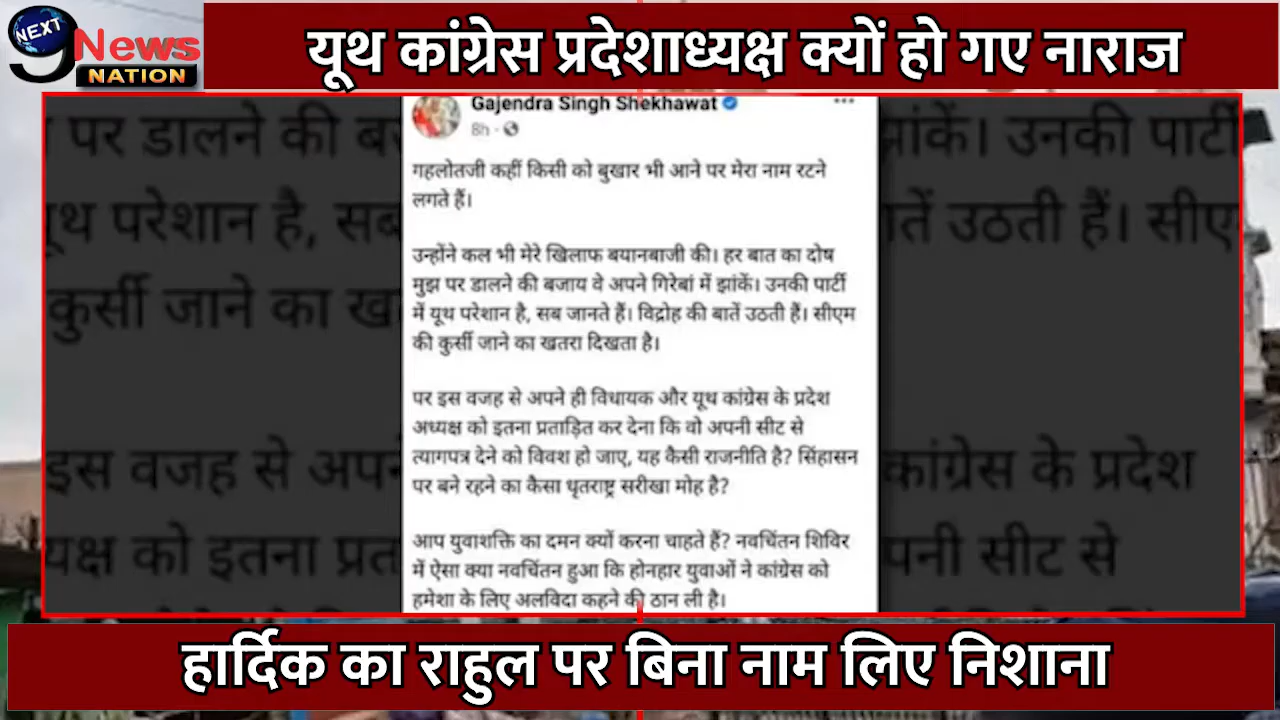 NEXT
9 News
NATION
यूथ कांग्रेस प्रदेशाध्यक्ष क्यों हो गए नाराज
Gajendra Singh Shekhawat
8h
गहलोतजी कहीं किसी को बुखार भी आने पर मेरा नाम रटने
लगते हैं।
उन्होंने कल भी मेरे खिलाफ बयानबाजी की। हर बात का दोष
मुझ पर डालने की बजाय वे अपने गिरेबां में झांकें। उनकी पार्टी
में यूथ परेशान है, सब जानते हैं। विद्रोह की बातें उठती हैं। सीएम
की कुर्सी जाने का खतरा दिखता है।
पर इस वजह से अपने ही विधायक और यूथ कांग्रेस के प्रदेश
अध्यक्ष को इतना प्रताड़ित कर देना कि वो अपनी सीट से
त्यागपत्र देने को विवश हो जाए, यह कैसी राजनीति है? सिंहासन
पर बने रहने का कैसा धृतराष्ट्र सरीखा मोह है?
आप युवाशक्ति का दमन क्यों करना चाहते हैं? नवचिंतन शिविर
में ऐसा क्या नवचिंतन हुआ कि होनहार युवाओं ने कांग्रेस को
हमेशा के लिए अलविदा कहने की ठान ली है।
हार्दिक का राहुल पर बिना नाम लिए निशाना